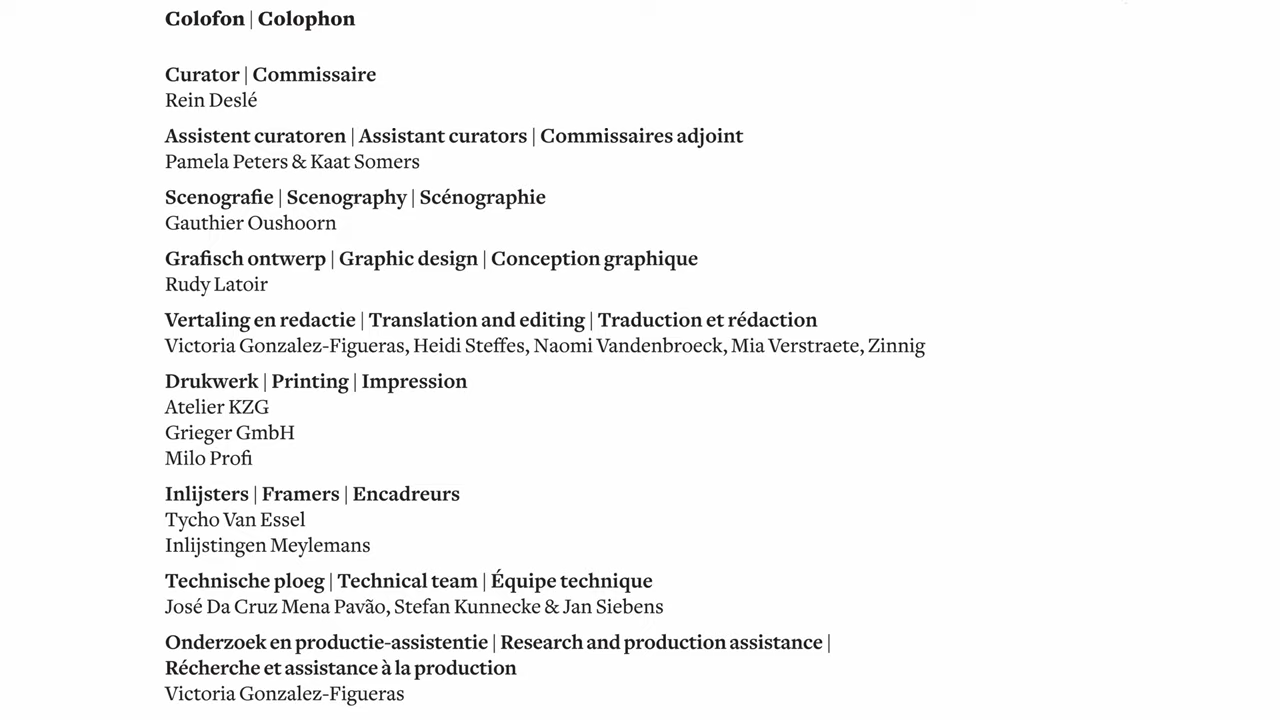 Colofon | Colophon
Curator | Commissaire
Rein Deslé
Assistent curatoren | Assistant curators | Commissaires adjoint
Pamela Peters & Kaat Somers
Scenografie | Scenography | Scénographie
Gauthier Oushoorn
Grafisch ontwerp | Graphic design | Conception graphique
Rudy Latoir
Vertaling en redactie | Translation and editing | Traduction et rédaction
Victoria Gonzalez-Figueras, Heidi Steffes, Naomi Vandenbroeck, Mia Verstraete, Zinnig
Drukwerk | Printing | Impression
Atelier KZG
Grieger GmbH
Milo Profi
Inlijsters | Framers | Encadreurs
Tycho Van Essel
Inlijstingen Meylemans
Technische ploeg | Technical team | Équipe technique
José Da Cruz Mena Pavão, Stefan Kunnecke & Jan Siebens
Onderzoek en productie-assistentie | Research and production assistance |
Récherche et assistance à la production
Victoria Gonzalez-Figueras